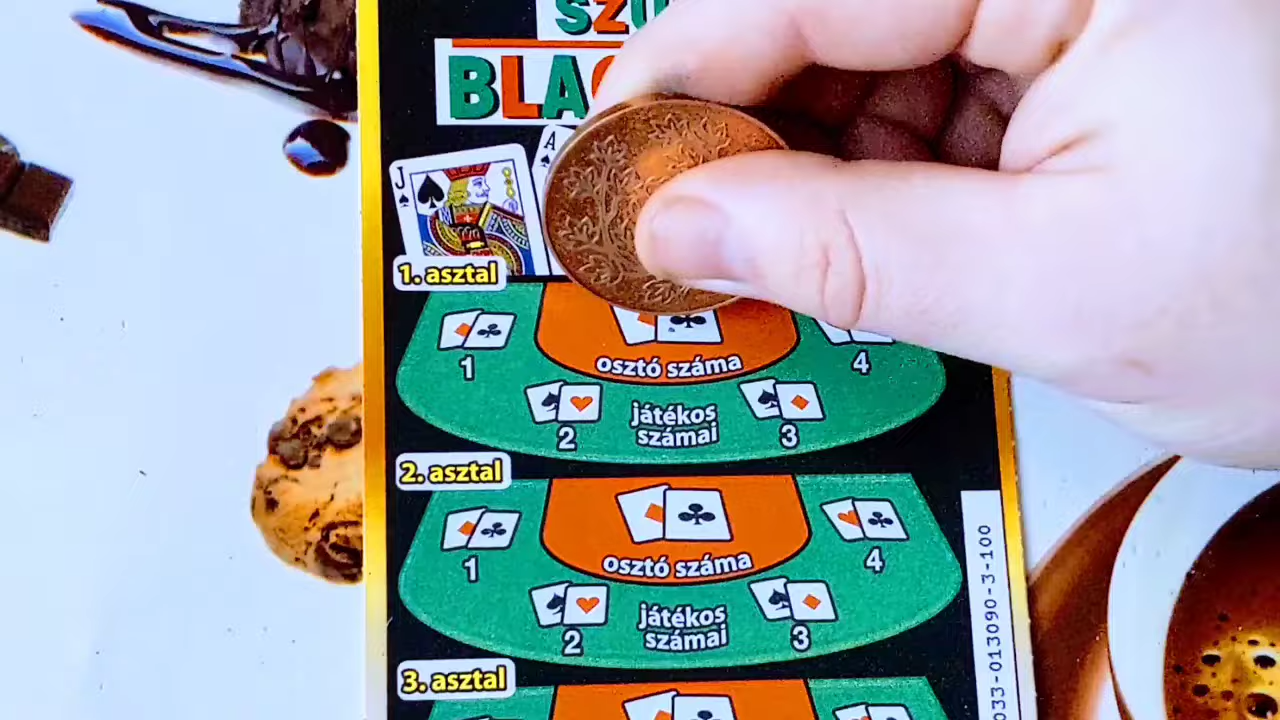 BLA
J
A
1. asztal
1
osztó száma
4
2
játékos
számai
3
2. asztal
1
osztó száma
4
2
játékos
számai
3
3. asztal
033-013090-3-100